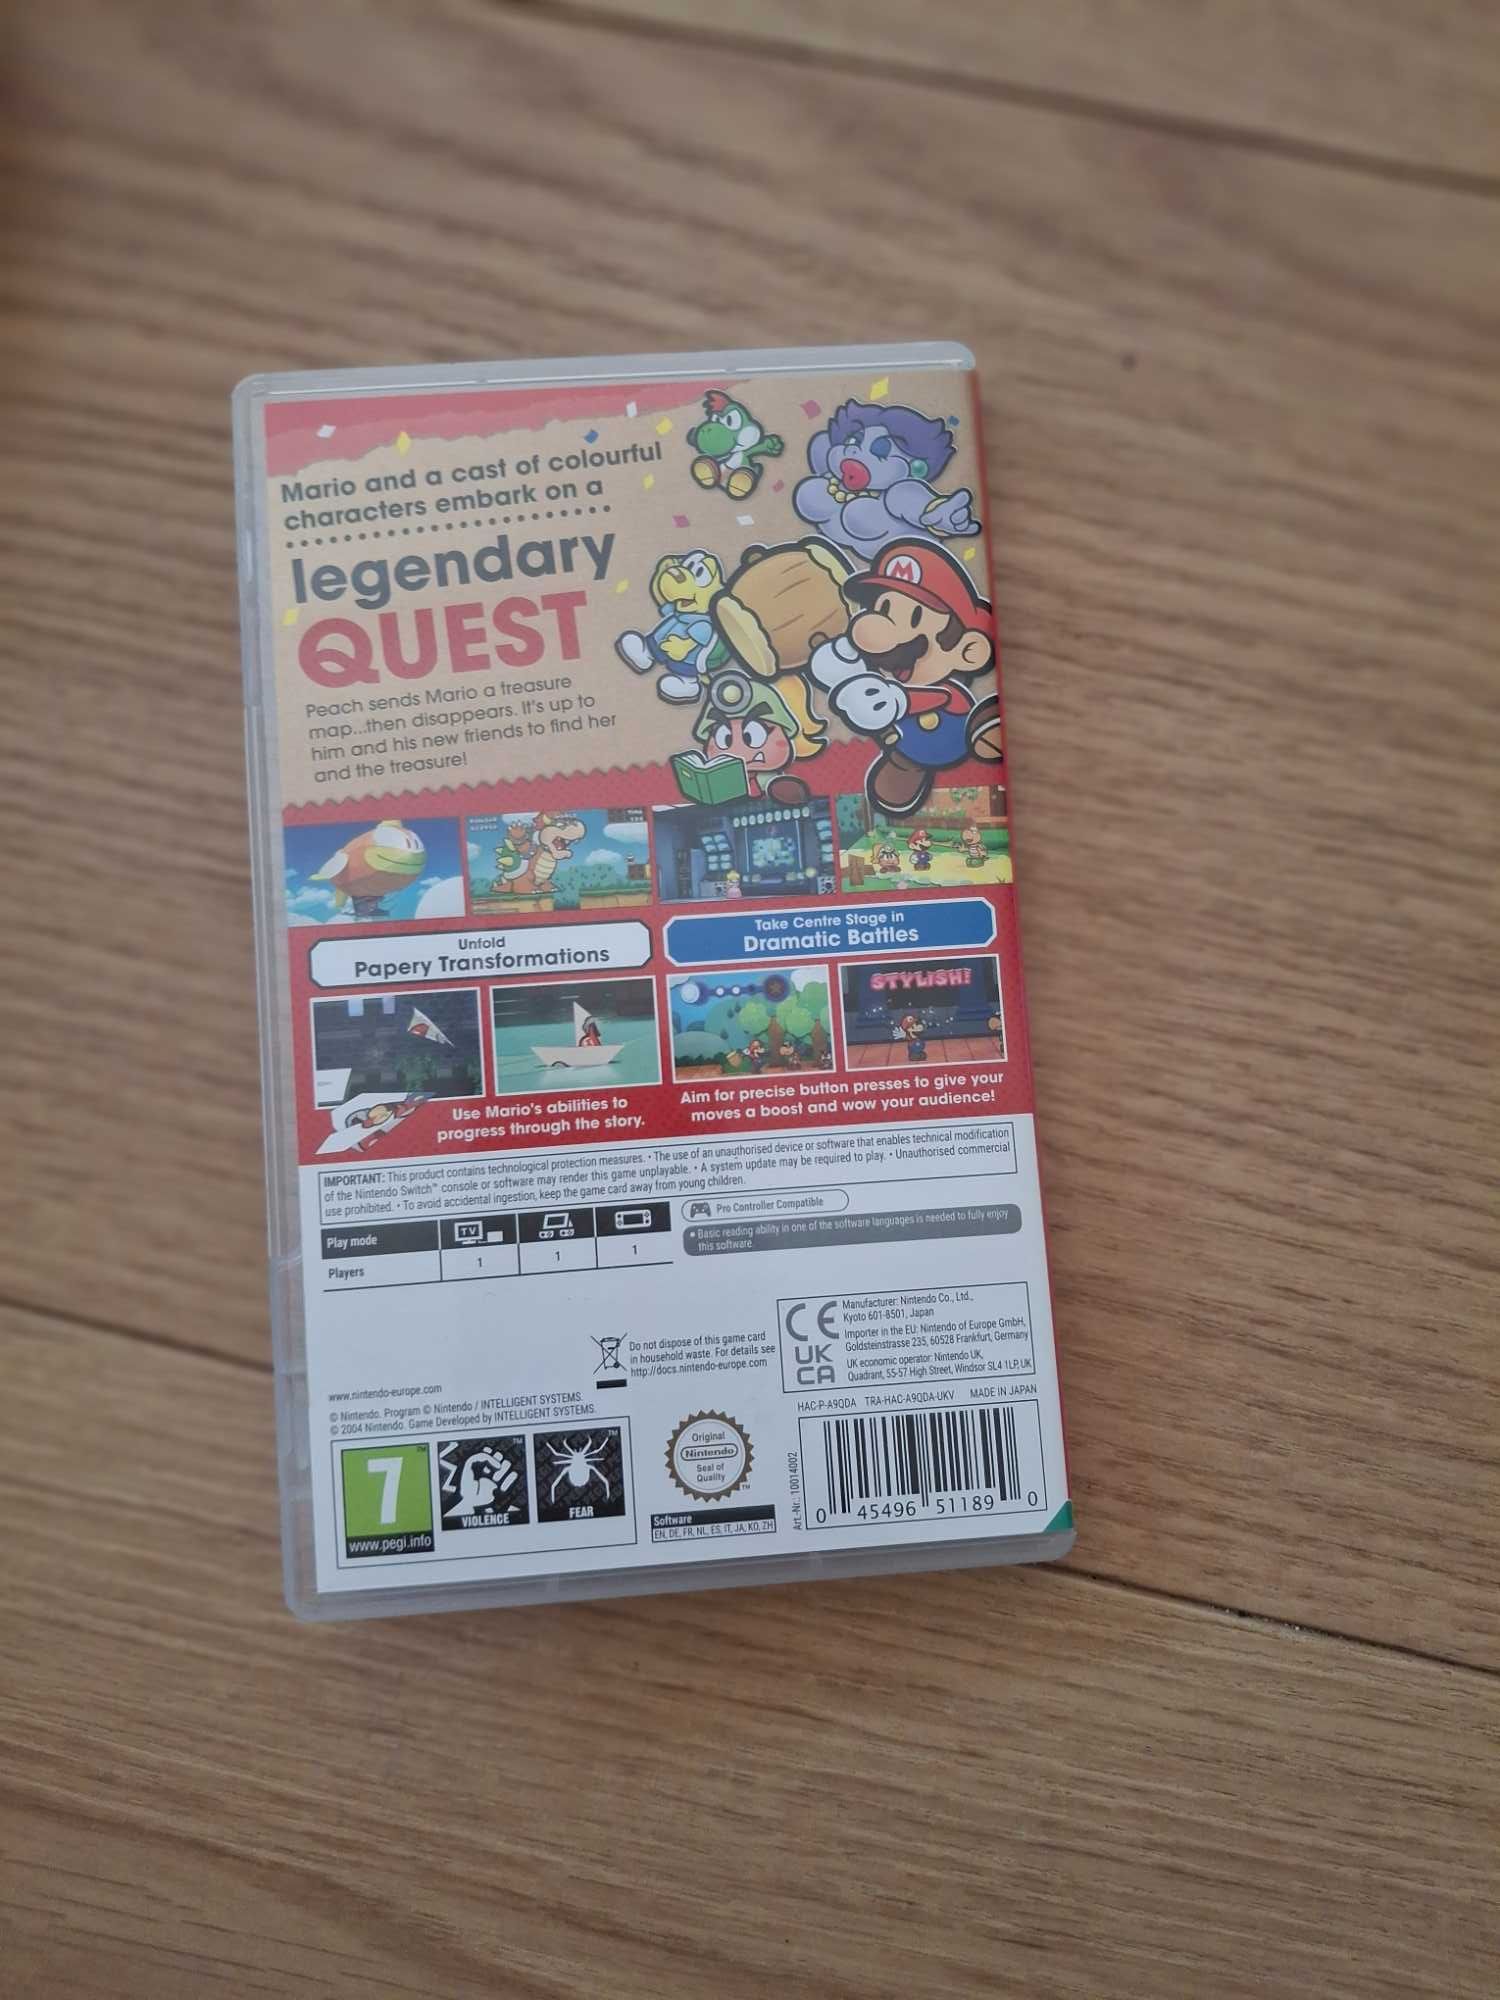 Mario and a cast of colourful
characters embark on a
legendary
QUEST
Peach sends Mario a treasure
map...then disappears. It's up to
him and his new friends to find her
and the treasure!
M
Unfold
Papery Transformations
Take Centre Stage in
Dramatic Battles
STYLISH!
Use Mario's abilities to
progress through the story.
Aim for precise button presses to give your
moves a boost and wow your audience!
IMPORTANT: This product contains technological protection measures. • The use of an unauthorised device or software that enables technical modification
of the Nintendo Switch™ console or software may render this game unplayable. • A system update may be required to play. • Unauthorised commercial
use prohibited. • To avoid accidental ingestion, keep the game card away from young children.
Play mode
TV
Players
1
1
1
Pro Controller Compatible
• Basic reading ability in one of the software languages is needed to fully enjoy
this software.
Do not dispose of this game card
in household waste. For details see
http://docs.nintendo-europe.com
CE
UK
CA
Manufacturer: Nintendo Co., Ltd.,
Kyoto 601-8501, Japan
Importer in the EU: Nintendo of Europe GmbH,
Goldsteinstrasse 235, 60528 Frankfurt, Germany
UK economic operator: Nintendo UK,
Quadrant, 55-57 High Street, Windsor SL4 1LP, UK
www.nintendo-europe.com
© Nintendo. Program © Nintendo / INTELLIGENT SYSTEMS.
© 2004 Nintendo. Game Developed by INTELLIGENT SYSTEMS.
HAC-P-A9QDA TRA-HAC-A9QDA-UKV MADE IN JAPAN
7
™
www.pegi.info
™
VIOLENCE
™
FEAR
Original
Nintendo
Seal of
Quality
™
Software
EN, DE, FR, NL, ES, IT, JA, KO, ZH
Art.-Nr.: 10014002
0 45496 51189 0